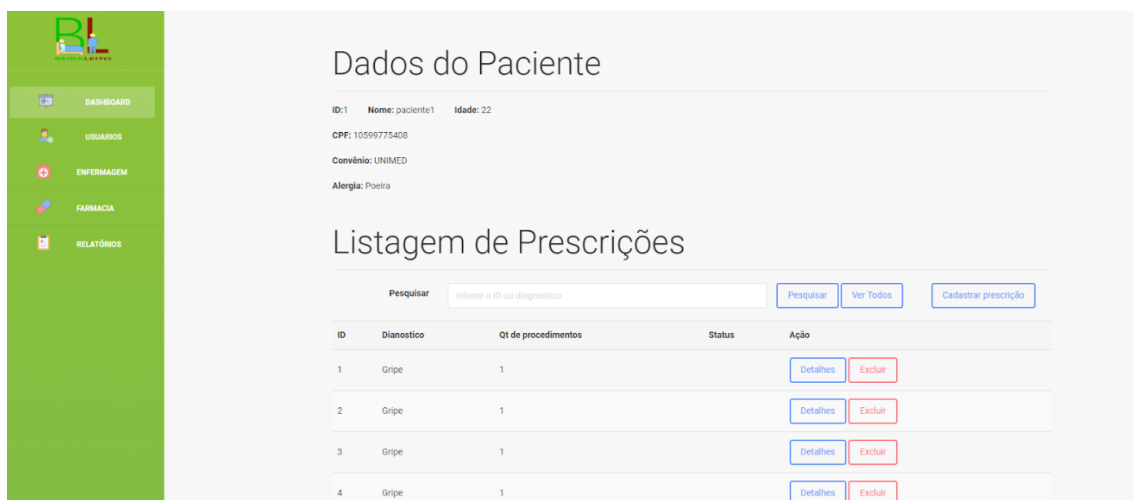 BL
BEIRALEITO
DASHBOARD
USUARIOS
ENFERMAGEM
FARMACIA
RELATÓRIOS
Dados do Paciente
ID:1 Nome: paciente1 Idade: 22
CPF: 10599775408
Convênio: UNIMED
Alergia: Poeira
Listagem de Prescrições
Pesquisar Informe o ID ou diagnostico Pesquisar Ver Todos Cadastrar prescrição
ID Dianostico Qt de procedimentos Status Ação
1 Gripe 1 Detalhes Excluir
2 Gripe 1 Detalhes Excluir
3 Gripe 1 Detalhes Excluir
4 Gripe 1 Detalhes Excluir